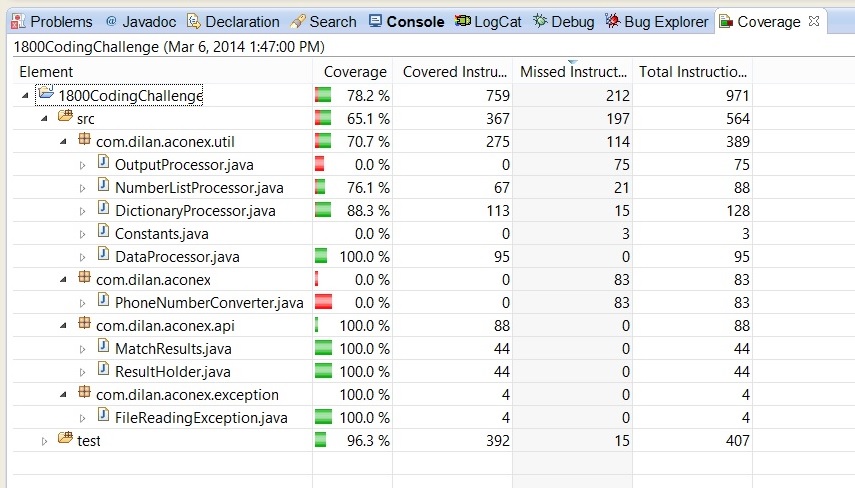 Problems @ Javadoc Declaration Search Console LogCat Debug Bug Explorer Coverage
1800CodingChallenge (Mar 6, 2014 1:47:00 PM)
Element Coverage Covered Instru... Missed Instruct... Total Instructio...
1800CodingChallenge 78.2 % 759 212 971
src 65.1 % 367 197 564
com.dilan.aconex.util 70.7 % 275 114 389
OutputProcessor.java 0.0 % 0 75 75
NumberListProcessor.java 76.1 % 67 21 88
DictionaryProcessor.java 88.3 % 113 15 128
Constants.java 0.0 % 0 3 3
DataProcessor.java 100.0 % 95 0 95
com.dilan.aconex 0.0 % 0 83 83
PhoneNumberConverter.java 0.0 % 0 83 83
com.dilan.aconex.api 100.0 % 88 0 88
MatchResults.java 100.0 % 44 0 44
ResultHolder.java 100.0 % 44 0 44
com.dilan.aconex.exception 100.0 % 4 0 4
FileReadingException.java 100.0 % 4 0 4
test 96.3 % 392 15 407